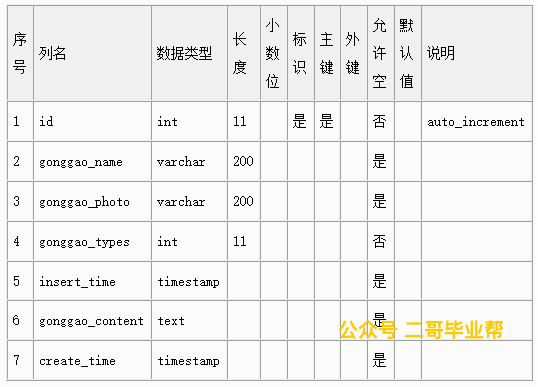 序号 列名 数据类型 长度 小数位 标识 主键 外键 允许空 默认值 说明
1 id int 11 是 是 否 auto_increment
2 gonggao_name varchar 200 是
3 gonggao_photo varchar 200 是
4 gonggao_types int 11 否
5 insert_time timestamp 是
6 gonggao_content text 是
公众号 二哥毕业帮
7 create_time timestamp 是